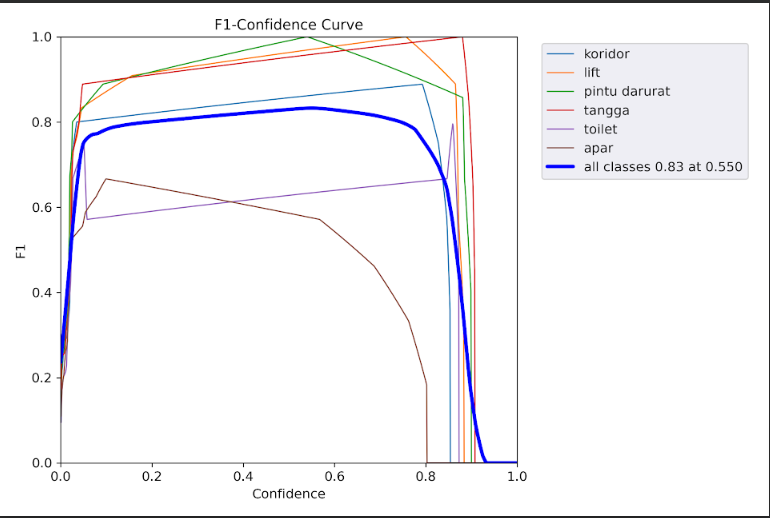 F1-Confidence Curve
1.0
0.8
0.6
0.4
0.2
0.0
F1
0.0 0.2 0.4 0.6 0.8 1.0
Confidence
koridor
lift
pintu darurat
tangga
toilet
apar
all classes 0.83 at 0.550